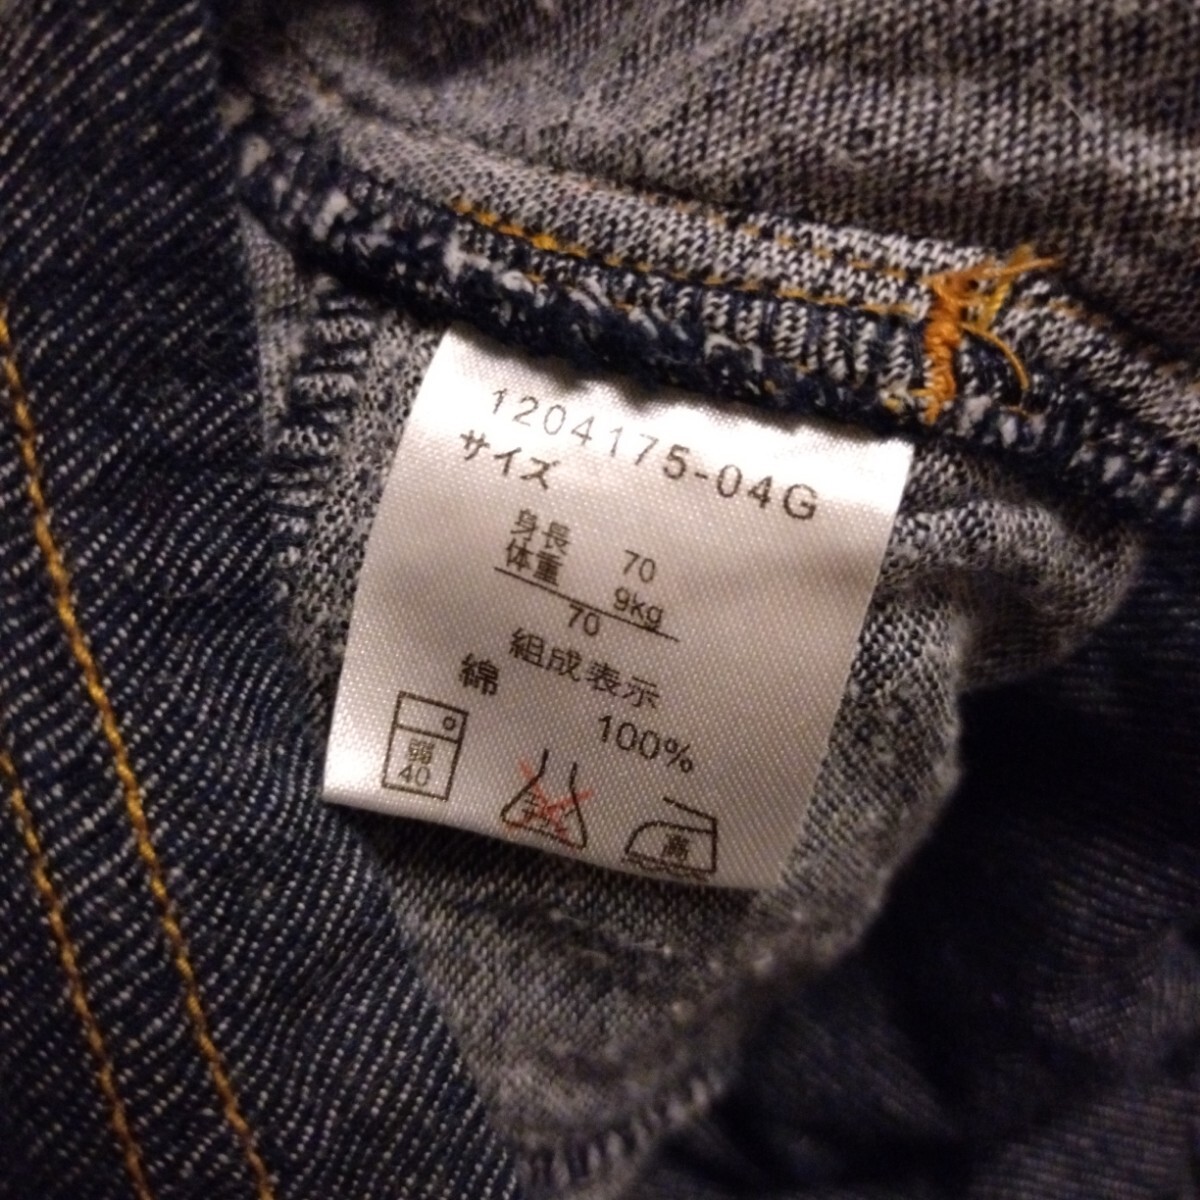 1204175-04G
サイズ
身長 70
体重 9kg
70
組成表示
綿 100%
弱
40
高